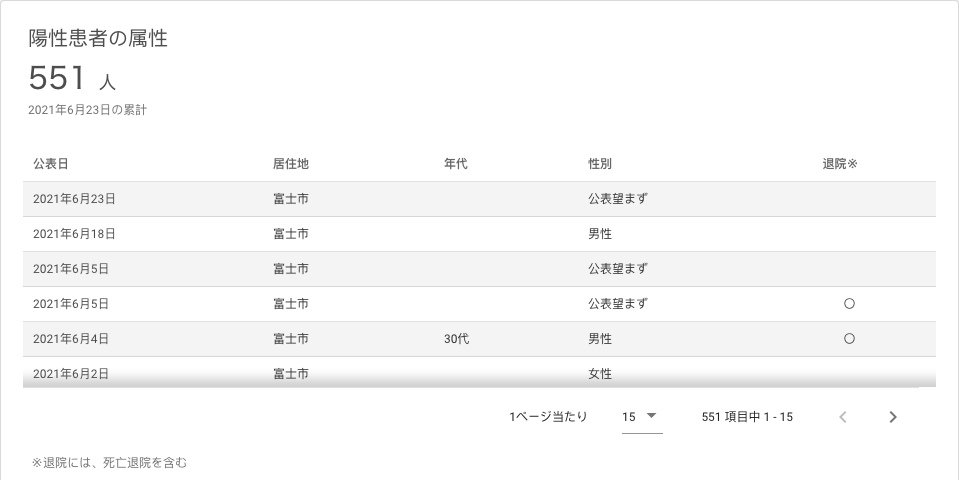 陽性患者の属性
551 人
2021年6月23日の累計
公表日 居住地 年代 性別 退院※
2021年6月23日 富士市 公表望まず
2021年6月18日 富士市 男性
2021年6月5日 富士市 公表望まず
2021年6月5日 富士市 公表望まず 〇
2021年6月4日 富士市 30代 男性 〇
2021年6月2日 富士市 女性
1ページ当たり 15 551 項目中 1 - 15
※退院には、死亡退院を含む